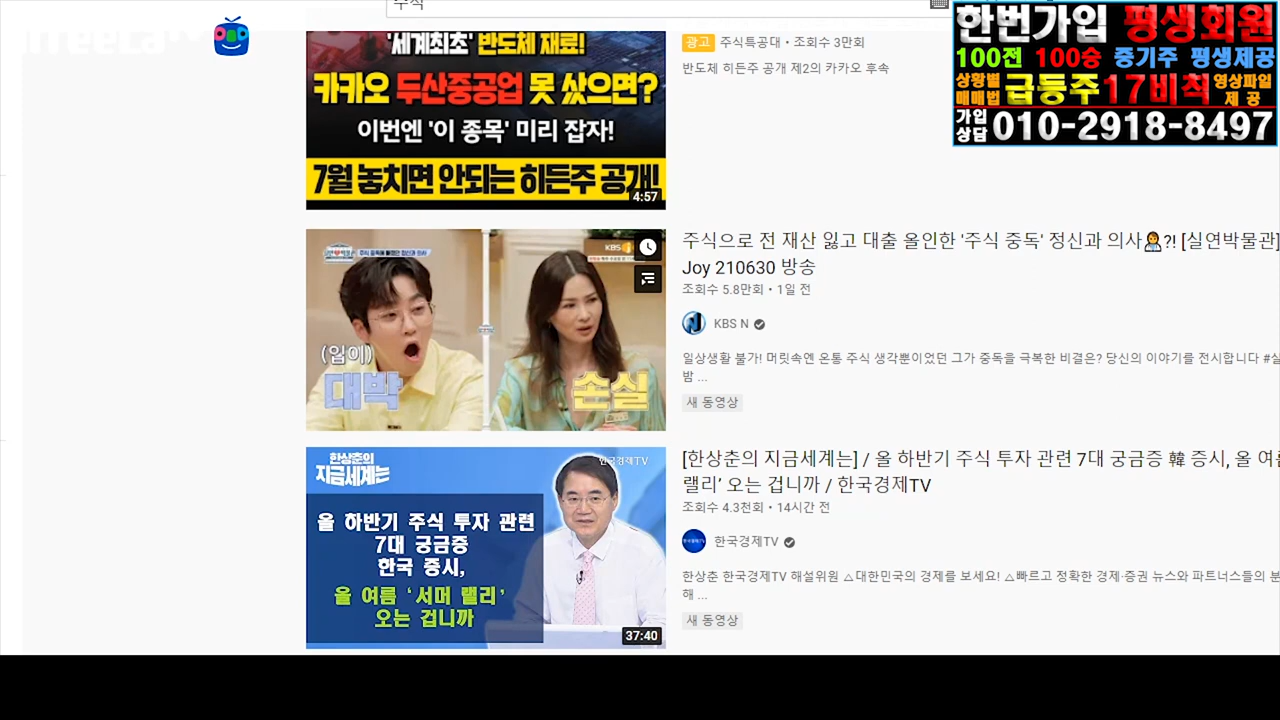 주식
한번가입 평생회원
100전 100승 중기주 평생제공
상황별 매매법 급등주17비책 영상파일 제 공
가입 상담 010-2918-8497
'세계최초' 반도체 재료!
카카오 두산중공업 못 샀으면?
이번엔 '이 종목' 미리 잡자!
7월 놓치면 안되는 히든주 공개!!
4:57
광고 주식특공대 • 조회수 3만회
반도체 히든주 공개 제2의 카카오 후속
KBS N
(임이)
대박
손실
주식으로 전 재산 잃고 대출 올인한 '주식 중독' 정신과 의사?! [실연박물관]
Joy 210630 방송
조회수 5.8만회 • 1일 전
KBS N
일상생활 불가! 머릿속엔 온통 주식 생각뿐이었던 그가 중독을 극복한 비결은? 당신의 이야기를 전시합니다 #실
밤 ...
새 동영상
한상춘의
지금세계는
한국경제TV
올 하반기 주식 투자 관련
7대 궁금증
한국 증시,
올 여름 '서머 랠리'
오는 겁니까
37:40
[한상춘의 지금세계는] / 올 하반기 주식 투자 관련 7대 궁금증 韓 증시, 올 여름
랠리’ 오는 겁니까 / 한국경제TV
조회수 4.3천회 • 14시간 전
한국경제TV
한상춘 한국경제TV 해설위원 △대한민국의 경제를 보세요! △빠르고 정확한 경제·증권 뉴스와 파트너스들의 분
해 ...
새 동영상